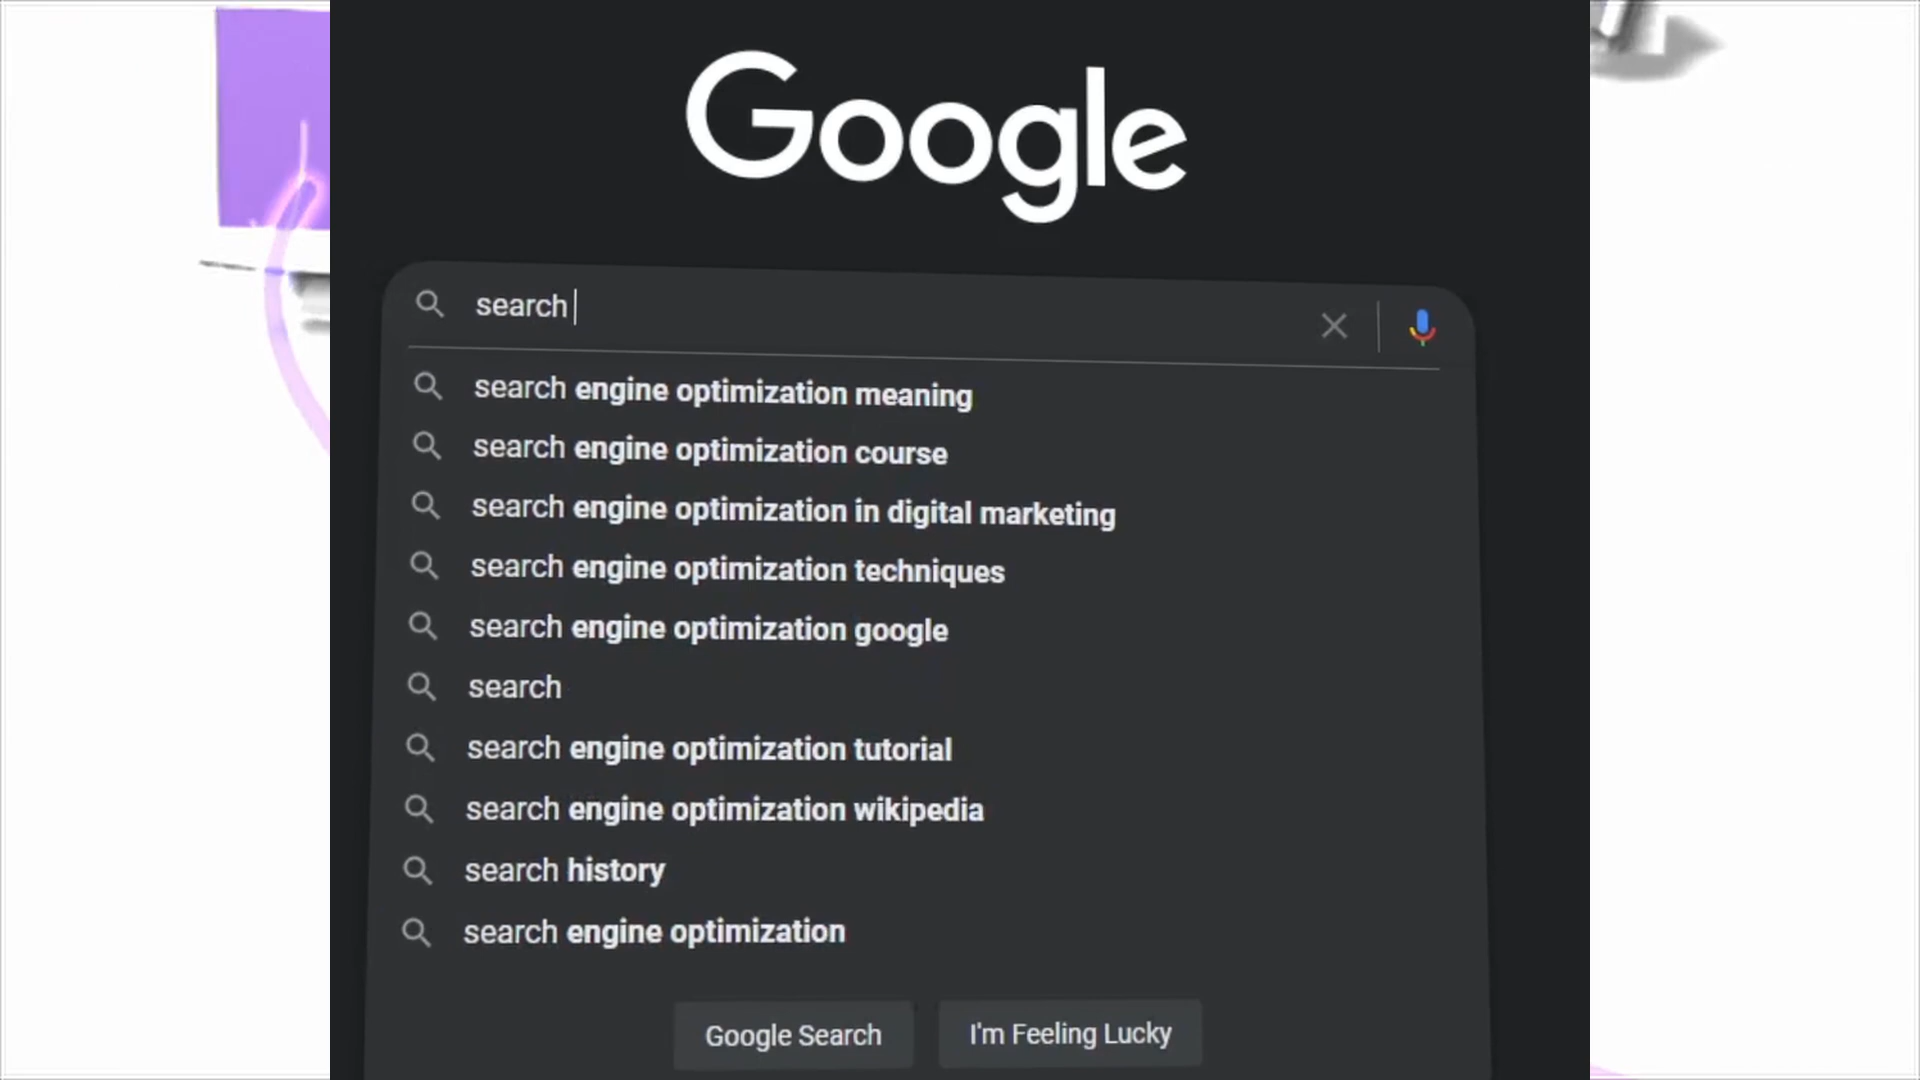 Google
search
search engine optimization meaning
search engine optimization course
search engine optimization in digital marketing
search engine optimization techniques
search engine optimization google
search
search engine optimization tutorial
search engine optimization wikipedia
search history
search engine optimization
Google Search
I'm Feeling Lucky